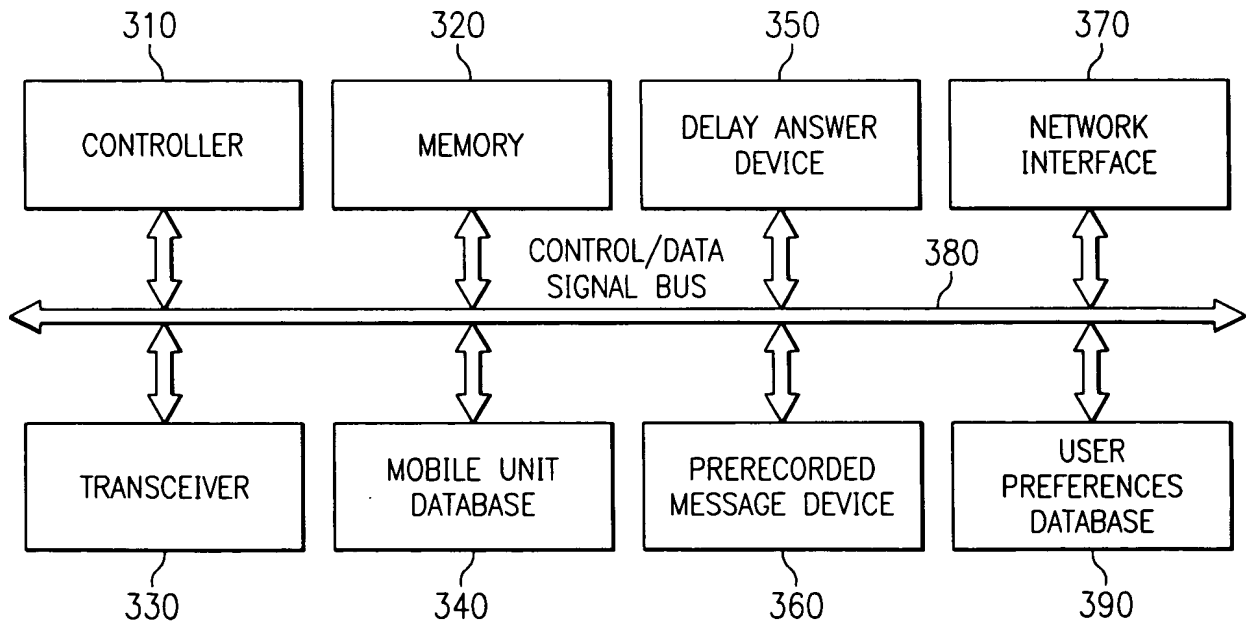 310
320
350
370
CONTROLLER
MEMORY
DELAY ANSWER
DEVICE
NETWORK
INTERFACE
CONTROL/DATA
SIGNAL BUS
380
TRANSCEIVER
MOBILE UNIT
DATABASE
PRERECORDED
MESSAGE DEVICE
USER
PREFERENCES
DATABASE
330
340
360
390